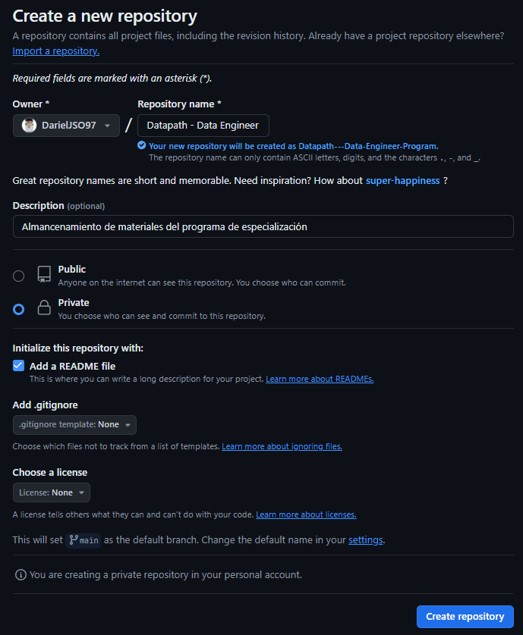 Create a new repository
A repository contains all project files, including the revision history. Already have a project repository elsewhere?
Import a repository.
Required fields are marked with an asterisk (*).
Owner *
Repository name *
DarielJSO97
/
Datapath - Data Engineer
Your new repository will be created as Datapath---Data-Engineer-Program.
The repository name can only contain ASCII letters, digits, and the characters ., -, and _.
Great repository names are short and memorable. Need inspiration? How about super-happiness ?
Description (optional)
Almancenamiento de materiales del programa de especialización
Public
Anyone on the internet can see this repository. You choose who can commit.
Private
You choose who can see and commit to this repository.
Initialize this repository with:
Add a README file
This is where you can write a long description for your project. Learn more about READMEs.
Add .gitignore
.gitignore template: None
Choose which files not to track from a list of templates. Learn more about ignoring files.
Choose a license
License: None
A license tells others what they can and can't do with your code. Learn more about licenses.
This will set main as the default branch. Change the default name in your settings.
You are creating a private repository in your personal account.
Create repository